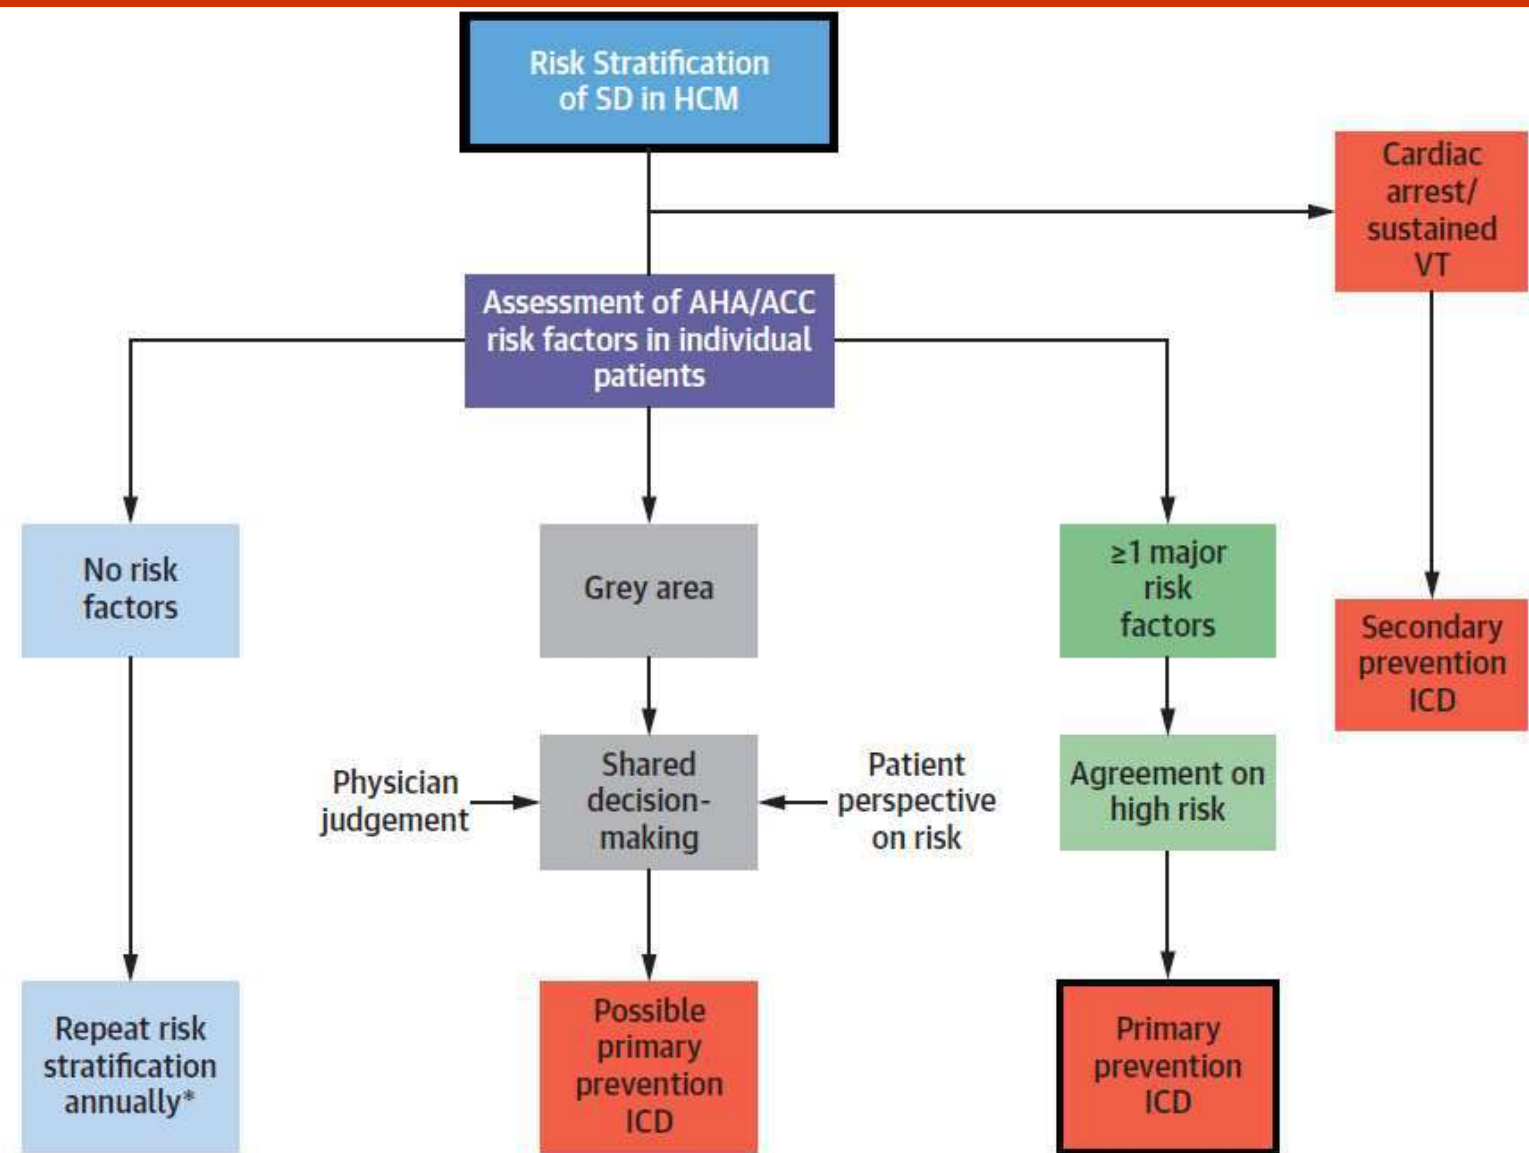 Risk Stratification
of SD in HCM
Cardiac
arrest/
sustained
VT
Assessment of AHA/ACC
risk factors in individual
patients
No risk
factors
Grey area
≥1 major
risk
factors
Secondary
prevention
ICD
Physician
judgement
Shared
decision-
making
Patient
perspective
on risk
Agreement on
high risk
Repeat risk
stratification
annually*
Possible
primary
prevention
ICD
Primary
prevention
ICD